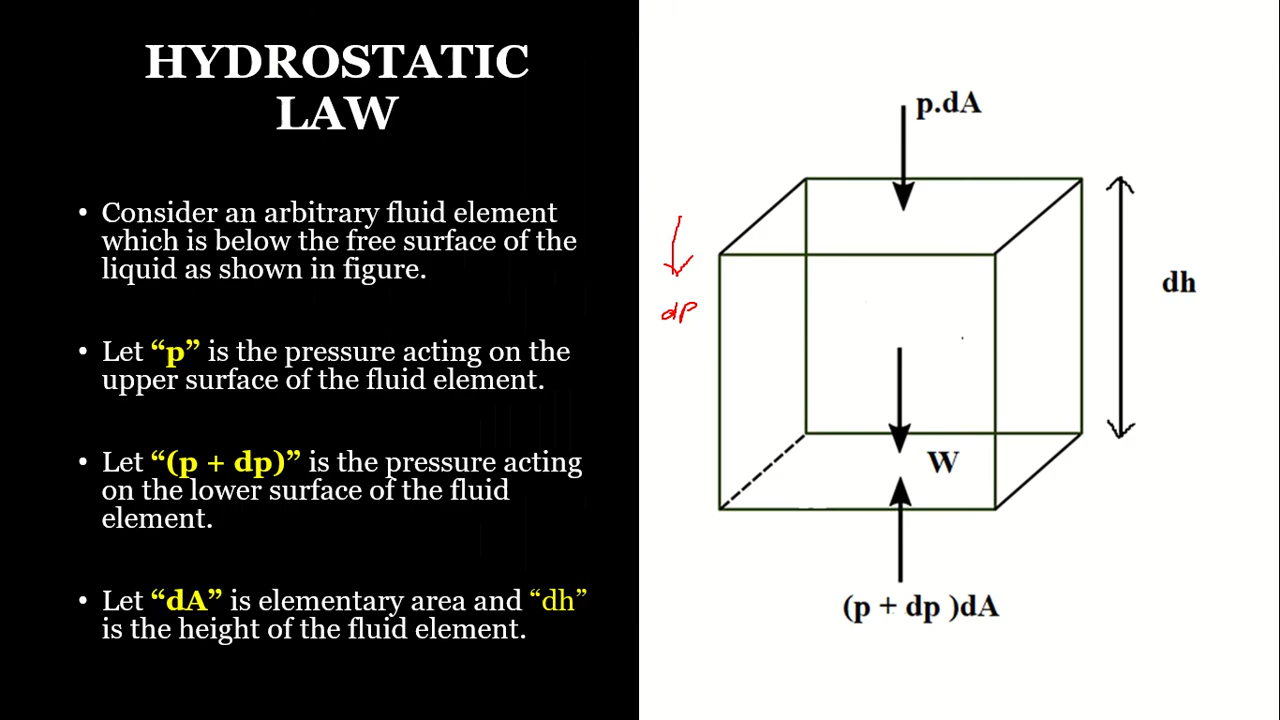 HYDROSTATIC
LAW
• Consider an arbitrary fluid element
which is below the free surface of the
liquid as shown in figure.
• Let “p” is the pressure acting on the
upper surface of the fluid element.
• Let “(p + dp)” is the pressure acting
on the lower surface of the fluid
element.
• Let “dA” is elementary area and “dh”
is the height of the fluid element.
p.dA
dp
dh
W
(p + dp )dA